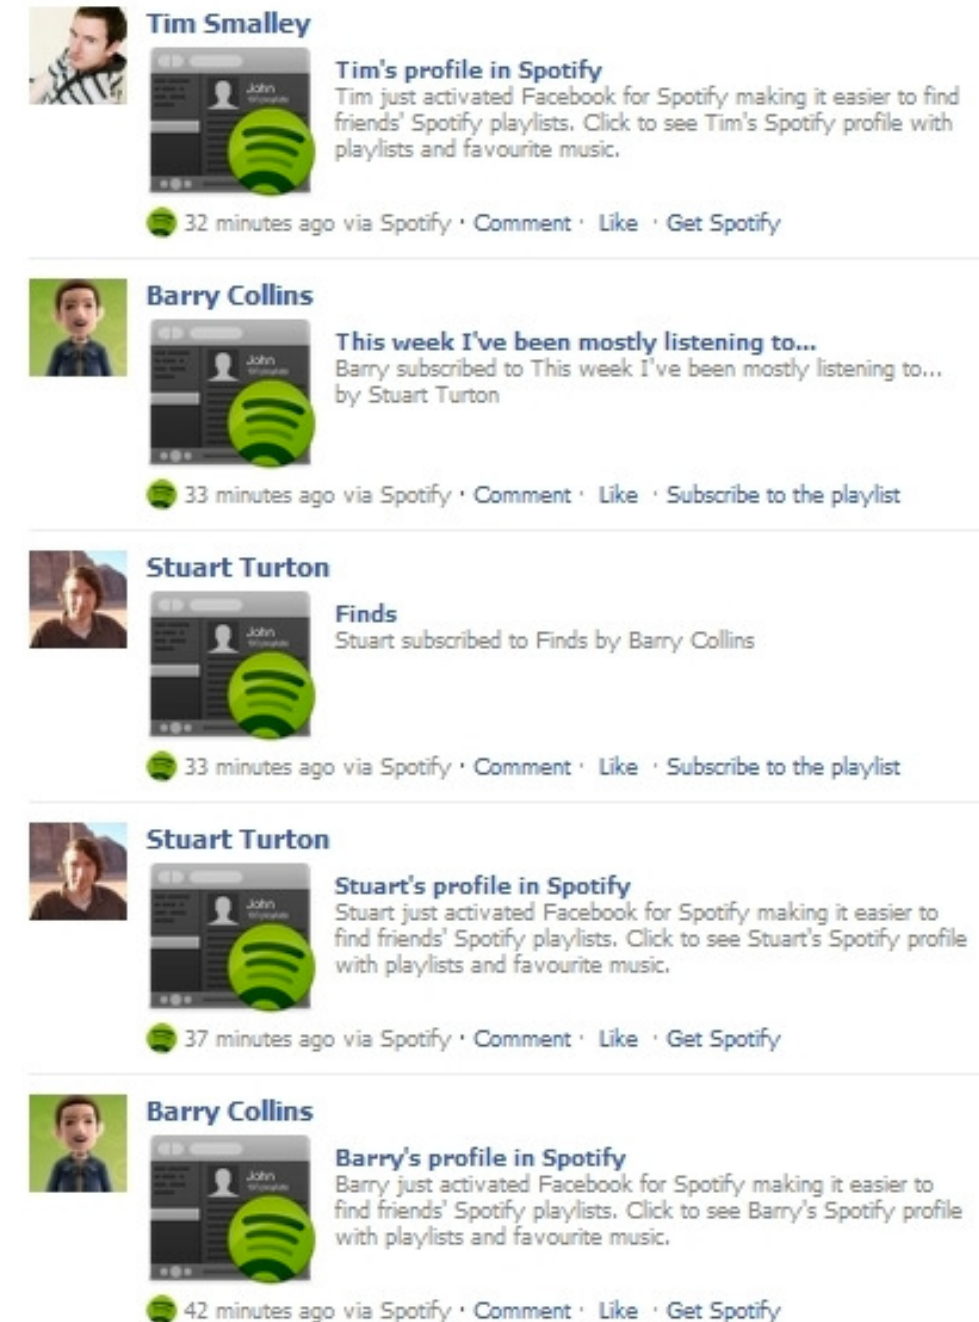 Tim Smalley
John
Tim's profile in Spotify
Tim just activated Facebook for Spotify making it easier to find
friends' Spotify playlists. Click to see Tim's Spotify profile with
playlists and favourite music.
32 minutes ago via Spotify · Comment · Like · Get Spotify
Barry Collins
John
This week I've been mostly listening to...
Barry subscribed to This week I've been mostly listening to...
by Stuart Turton
33 minutes ago via Spotify · Comment · Like · Subscribe to the playlist
Stuart Turton
John
Finds
Stuart subscribed to Finds by Barry Collins
33 minutes ago via Spotify · Comment · Like · Subscribe to the playlist
Stuart Turton
John
Stuart's profile in Spotify
Stuart just activated Facebook for Spotify making it easier to
find friends' Spotify playlists. Click to see Stuart's Spotify profile
with playlists and favourite music.
37 minutes ago via Spotify · Comment · Like · Get Spotify
Barry Collins
John
Barry's profile in Spotify
Barry just activated Facebook for Spotify making it easier to
find friends' Spotify playlists. Click to see Barry's Spotify profile
with playlists and favourite music.
42 minutes ago via Spotify · Comment · Like · Get Spotify